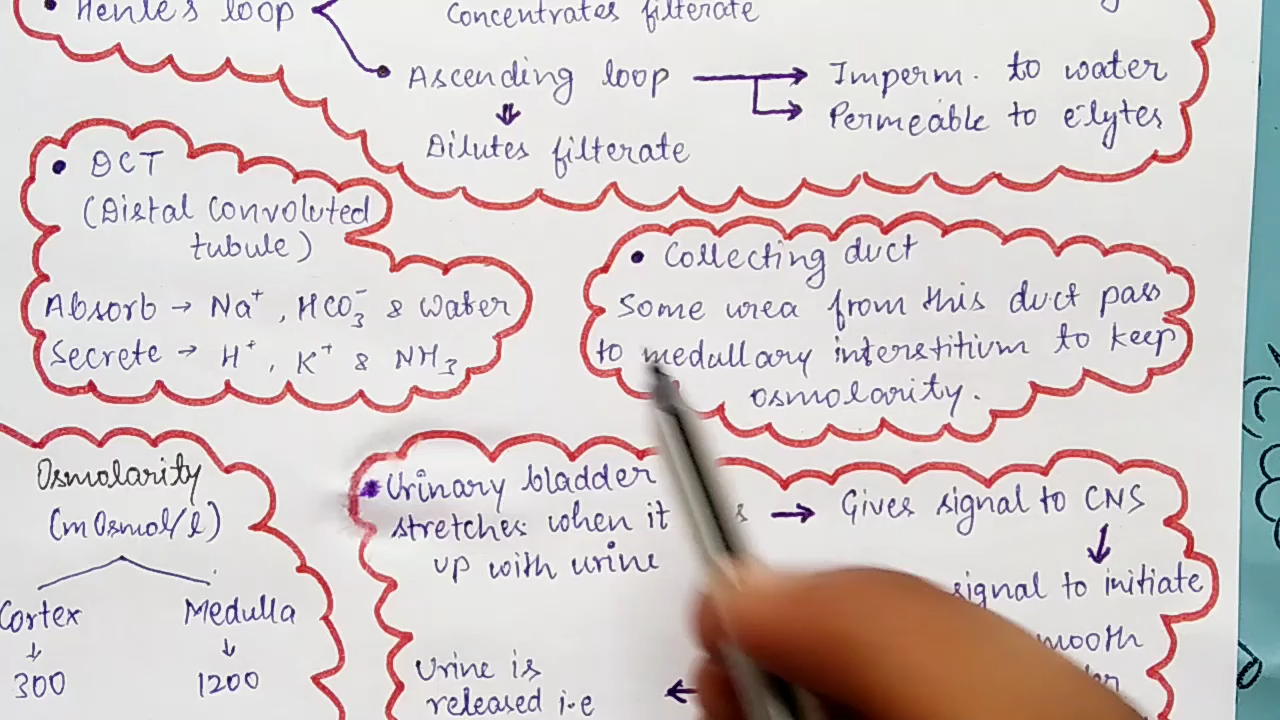 • Henle's loop
Concentrates filterate
• Ascending loop → Imperm. to water
→ Permeable to e⁻lytes
⇓
Dilutes filterate
• DCT
(Distal convoluted
tubule)
Absorb → Na⁺, HCO₃⁻ & Water
Secrete → H⁺, K⁺ & NH₃
• Collecting duct
Some urea from this duct pass
to medullary interstitium to keep
osmolarity.
Osmolarity
(mOsmol/l)
Cortex Medulla
↓ ↓
300 1200
Urinary bladder
stretches when it
up with urine
→ Gives signal to CNS
↓
signal to initiate
smooth
Urine is
released i.e ←